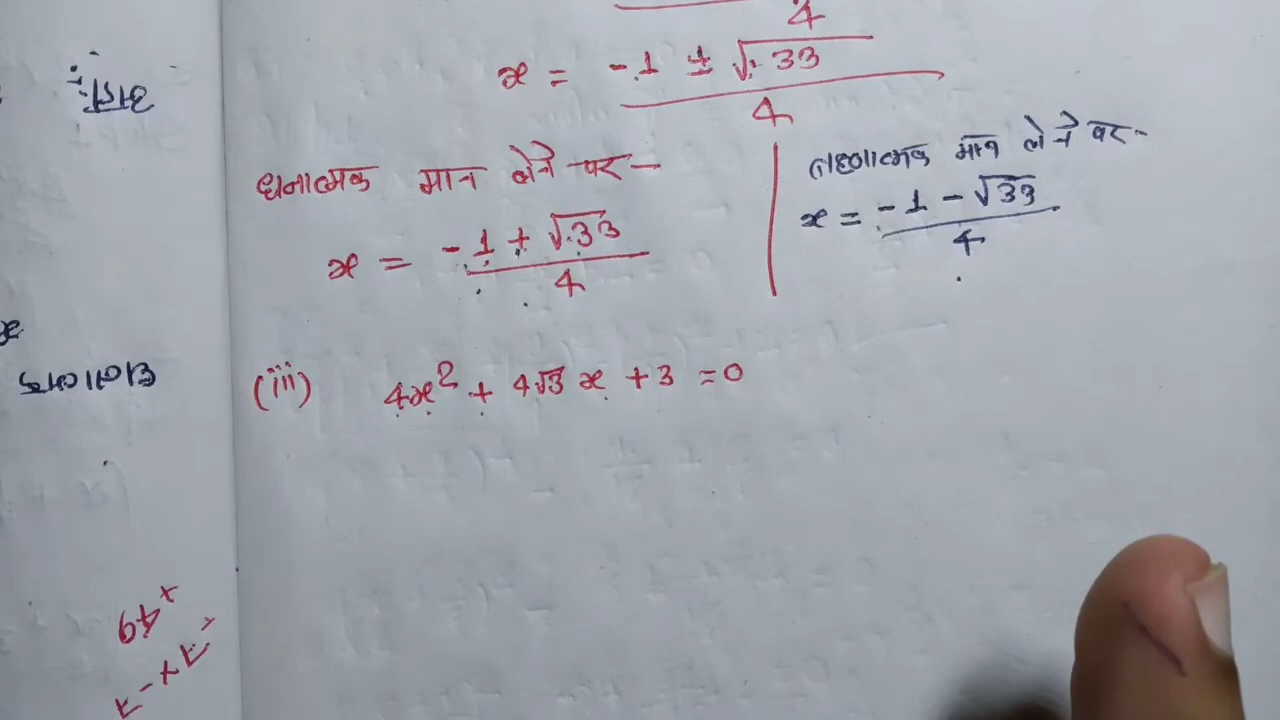 4
x = -1 ± √33
4
धनात्मक मान लेने पर-
x = -1 + √33
4
ऋणात्मक मान लेने पर-
x = -1 - √33
4
(iii) 4x² + 4√3 x + 3 = 0
अतः